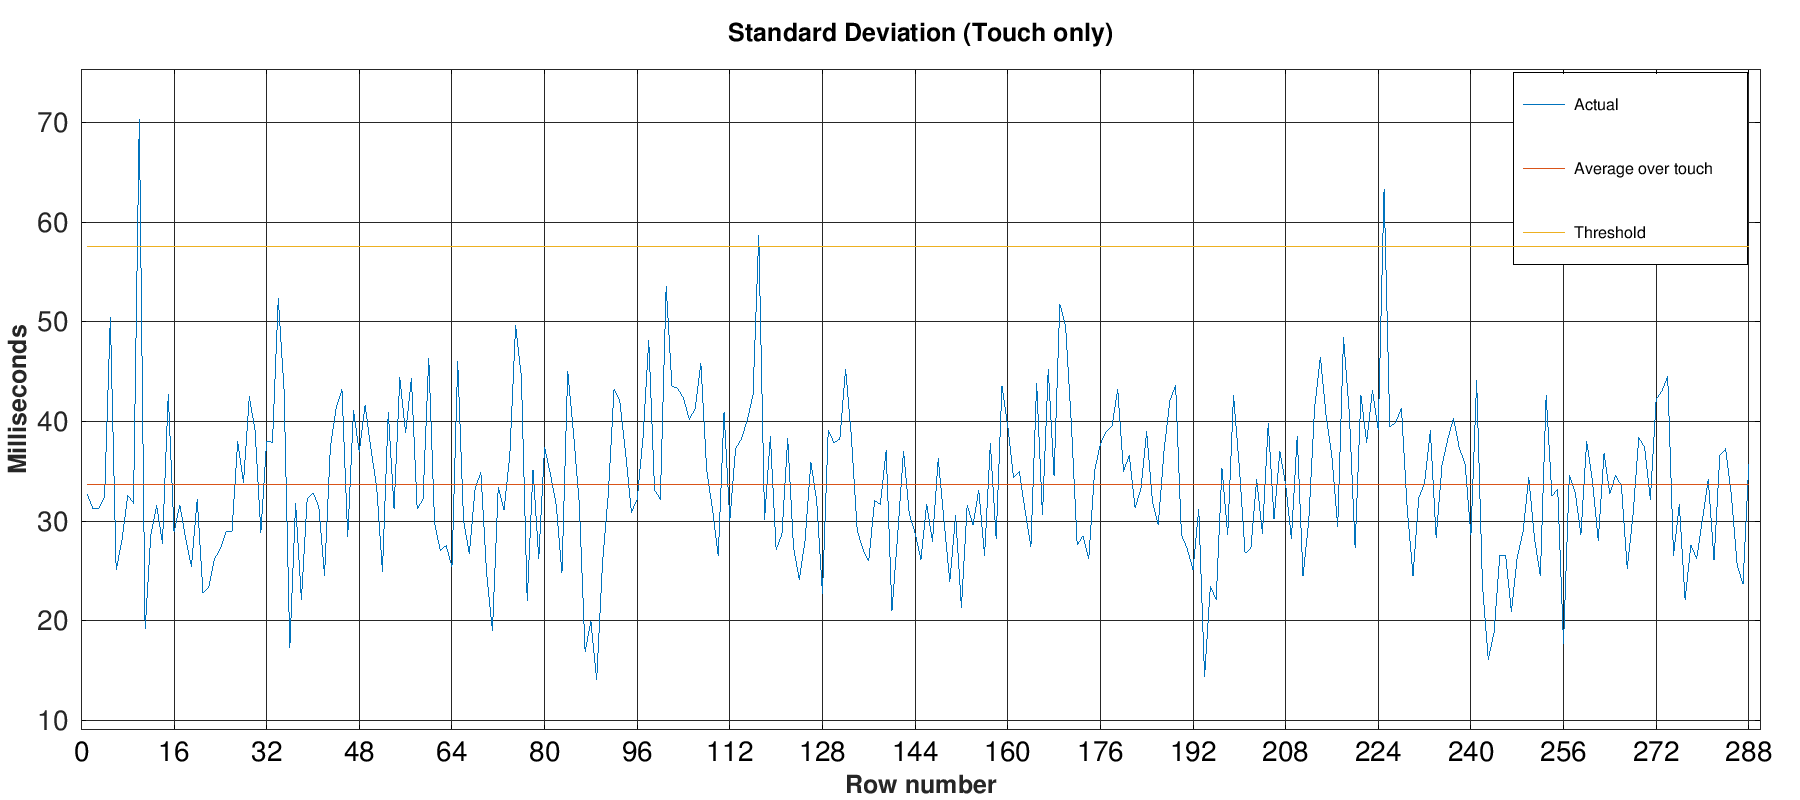 Standard Deviation (Touch only)
Milliseconds
70
60
50
40
30
20
10
Actual
Average over touch
Threshold
0 16 32 48 64 80 96 112 128 144 160 176 192 208 224 240 256 272 288
Row number